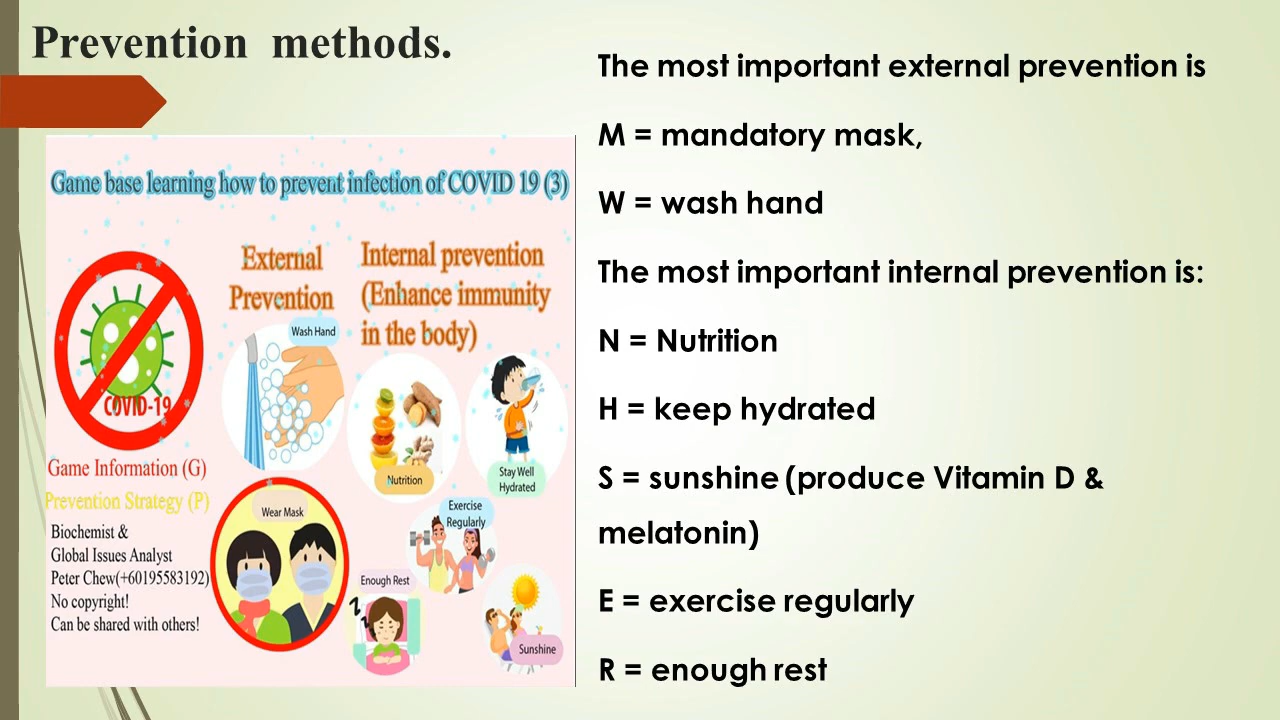 Prevention methods.
Game base learning how to prevent infection of COVID 19 (3)
External
Prevention
Internal prevention
(Enhance immunity
in the body)
Wash Hand
COVID-19
Game Information (G)
Prevention Strategy (P)
Biochemist &
Global Issues Analyst
Peter Chew(+60195583192)
No copyright!
Can be shared with others!
Wear Mask
Nutrition
Stay Well
Hydrated
Exercise
Regularly
Enough Rest
Z
Z
Z
Sunshine
The most important external prevention is
M = mandatory mask,
W = wash hand
The most important internal prevention is:
N = Nutrition
H = keep hydrated
S = sunshine (produce Vitamin D &
melatonin)
E = exercise regularly
R = enough rest